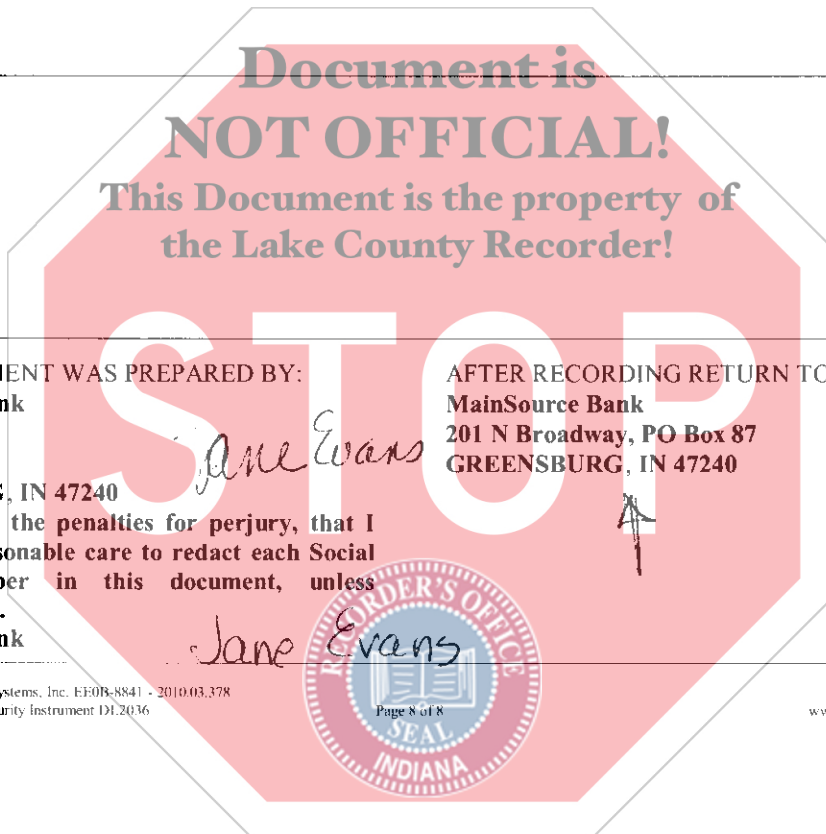 Document is
NOT OFFICIAL!
This Document is the property of
the Lake County Recorder!
STOP
MENT WAS PREPARED BY:
nk
Jane Evans
, IN 47240
the penalties for perjury, that I
sonable care to redact each Social
ber in this document, unless
.
nk
Jane Evans
AFTER RECORDING RETURN TO
MainSource Bank
201 N Broadway, PO Box 87
GREENSBURG, IN 47240
RECORDER'S OFFICE
SEAL
INDIANA
ystems, Inc. EE0B-8841 - 2010.03.378
urity Instrument DL2036
Page 8 of 8